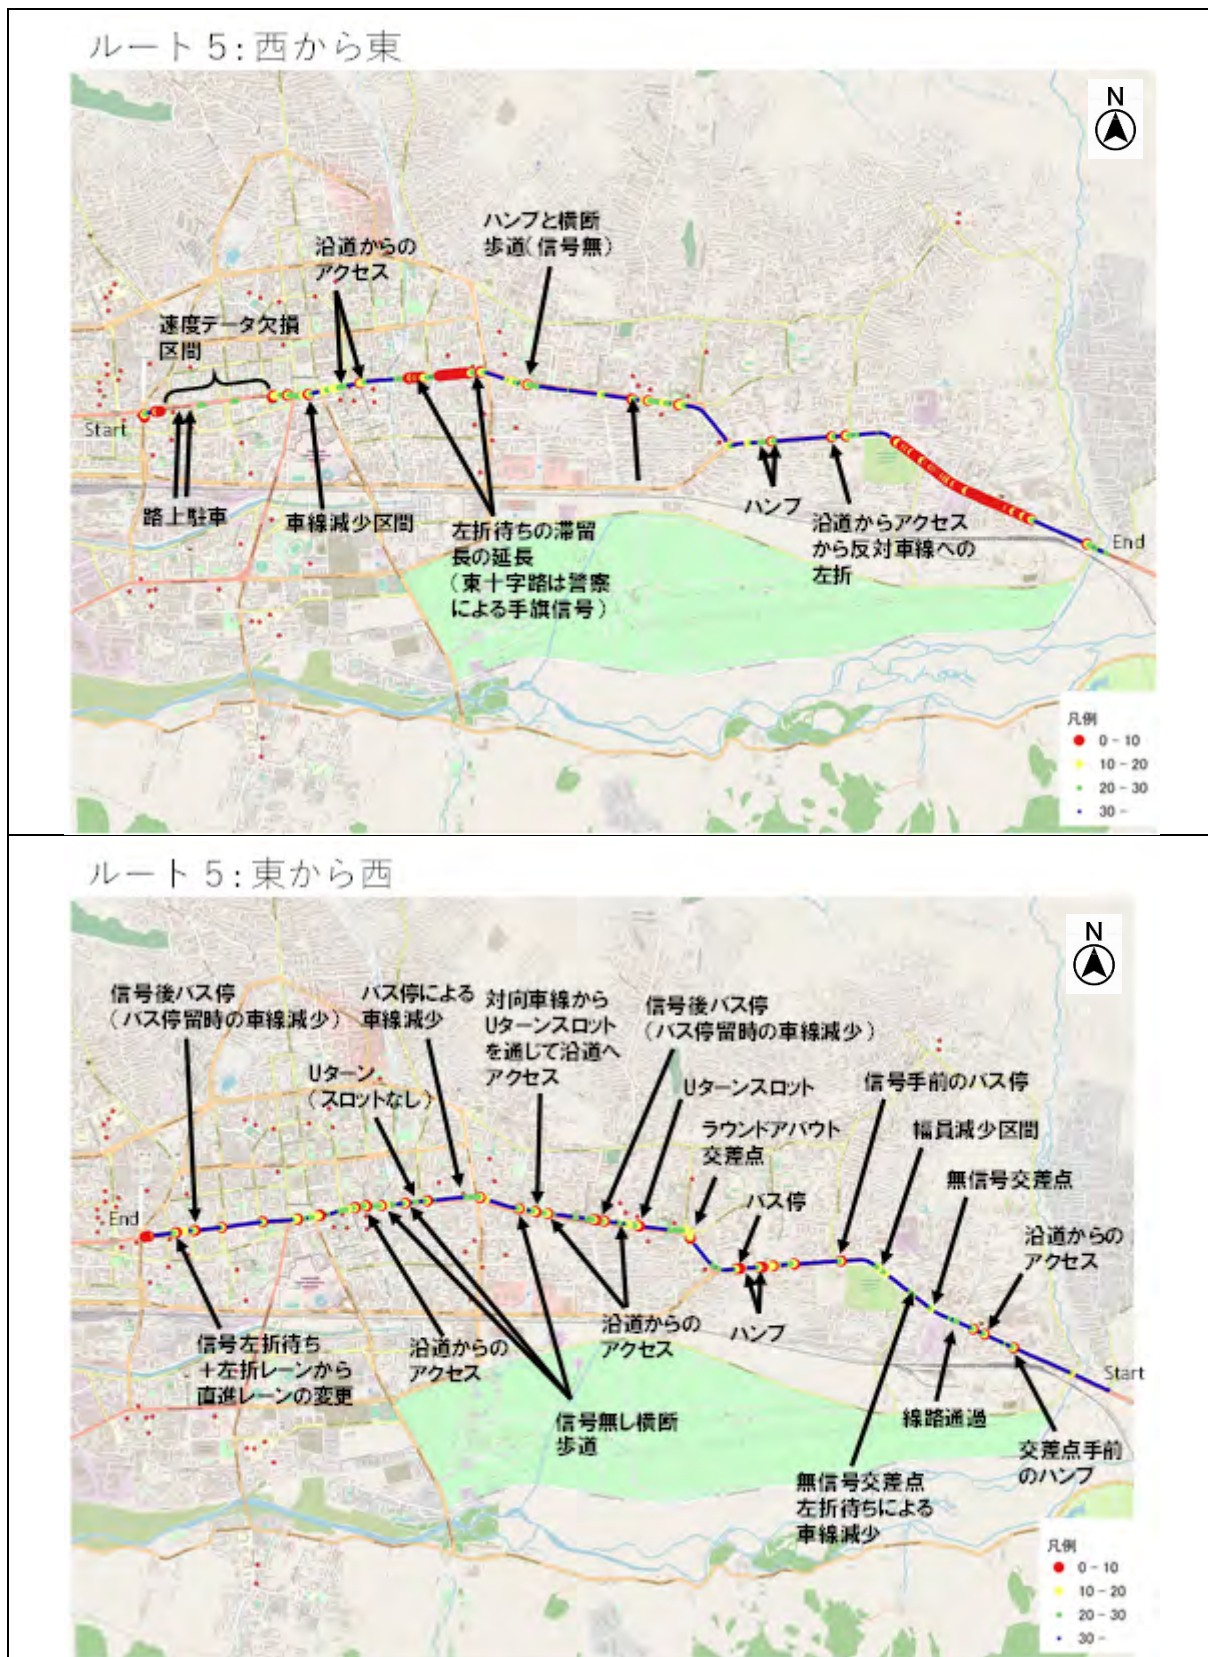 ルート 5：西から東
N
ハンプと横断
歩道（信号無）
沿道からの
アクセス
速度データ欠損
区間
Start
路上駐車
車線減少区間
左折待ちの滞留
長の延長
（東十字路は警察
による手旗信号）
ハンプ
沿道からアクセス
から反対車線への
左折
End
凡例
0 - 10
10 - 20
20 - 30
30 -
ルート 5：東から西
N
信号後バス停
（バス停留時の車線減少）
バス停による
車線減少
対向車線から
Uターンスロット
を通じて沿道へ
アクセス
信号後バス停
（バス停留時の車線減少）
Uターン
（スロットなし）
Uターンスロット
信号手前のバス停
ラウンドアバウト
交差点
幅員減少区間
無信号交差点
バス停
沿道からの
アクセス
End
信号左折待ち
＋左折レーンから
直進レーンの変更
沿道からの
アクセス
沿道からの
アクセス
ハンプ
信号無し横断
歩道
Start
線路通過
交差点手前
のハンプ
無信号交差点
左折待ちによる
車線減少
凡例
0 - 10
10 - 20
20 - 30
30 -